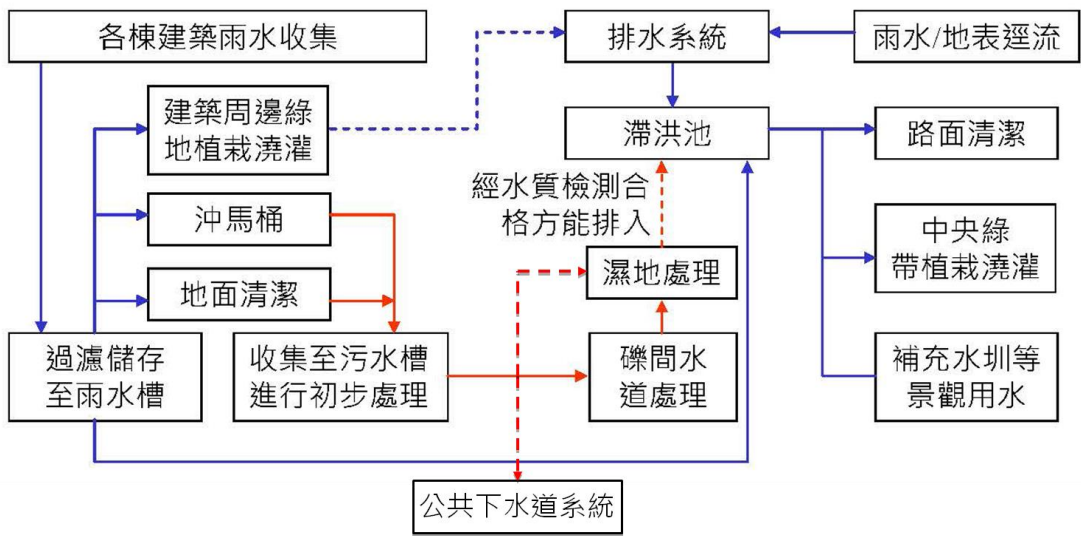 各棟建築雨水收集
排水系統
雨水/地表逕流
建築周邊綠
地植栽澆灌
滯洪池
路面清潔
經水質檢測合
格方能排入
沖馬桶
中央綠
帶植栽澆灌
濕地處理
地面清潔
過濾儲存
至雨水槽
收集至污水槽
進行初步處理
礫間水
道處理
補充水圳等
景觀用水
公共下水道系統